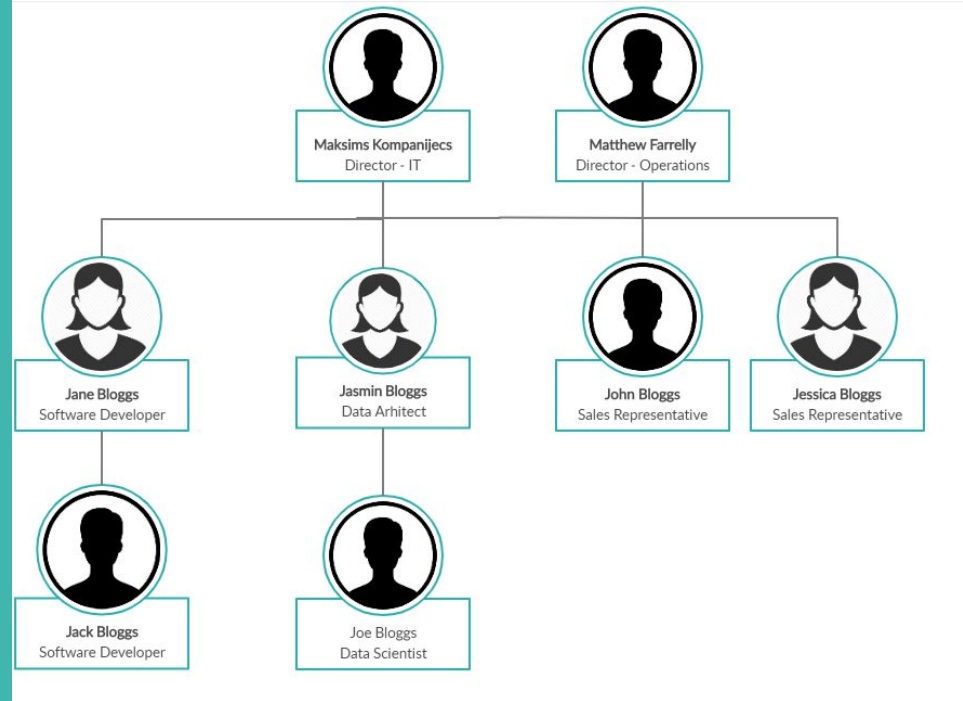 Maksims Kompanijecs
Director - IT
Matthew Farrelly
Director - Operations
Jane Bloggs
Software Developer
Jasmin Bloggs
Data Arhitect
John Bloggs
Sales Representative
Jessica Bloggs
Sales Representative
Jack Bloggs
Software Developer
Joe Bloggs
Data Scientist